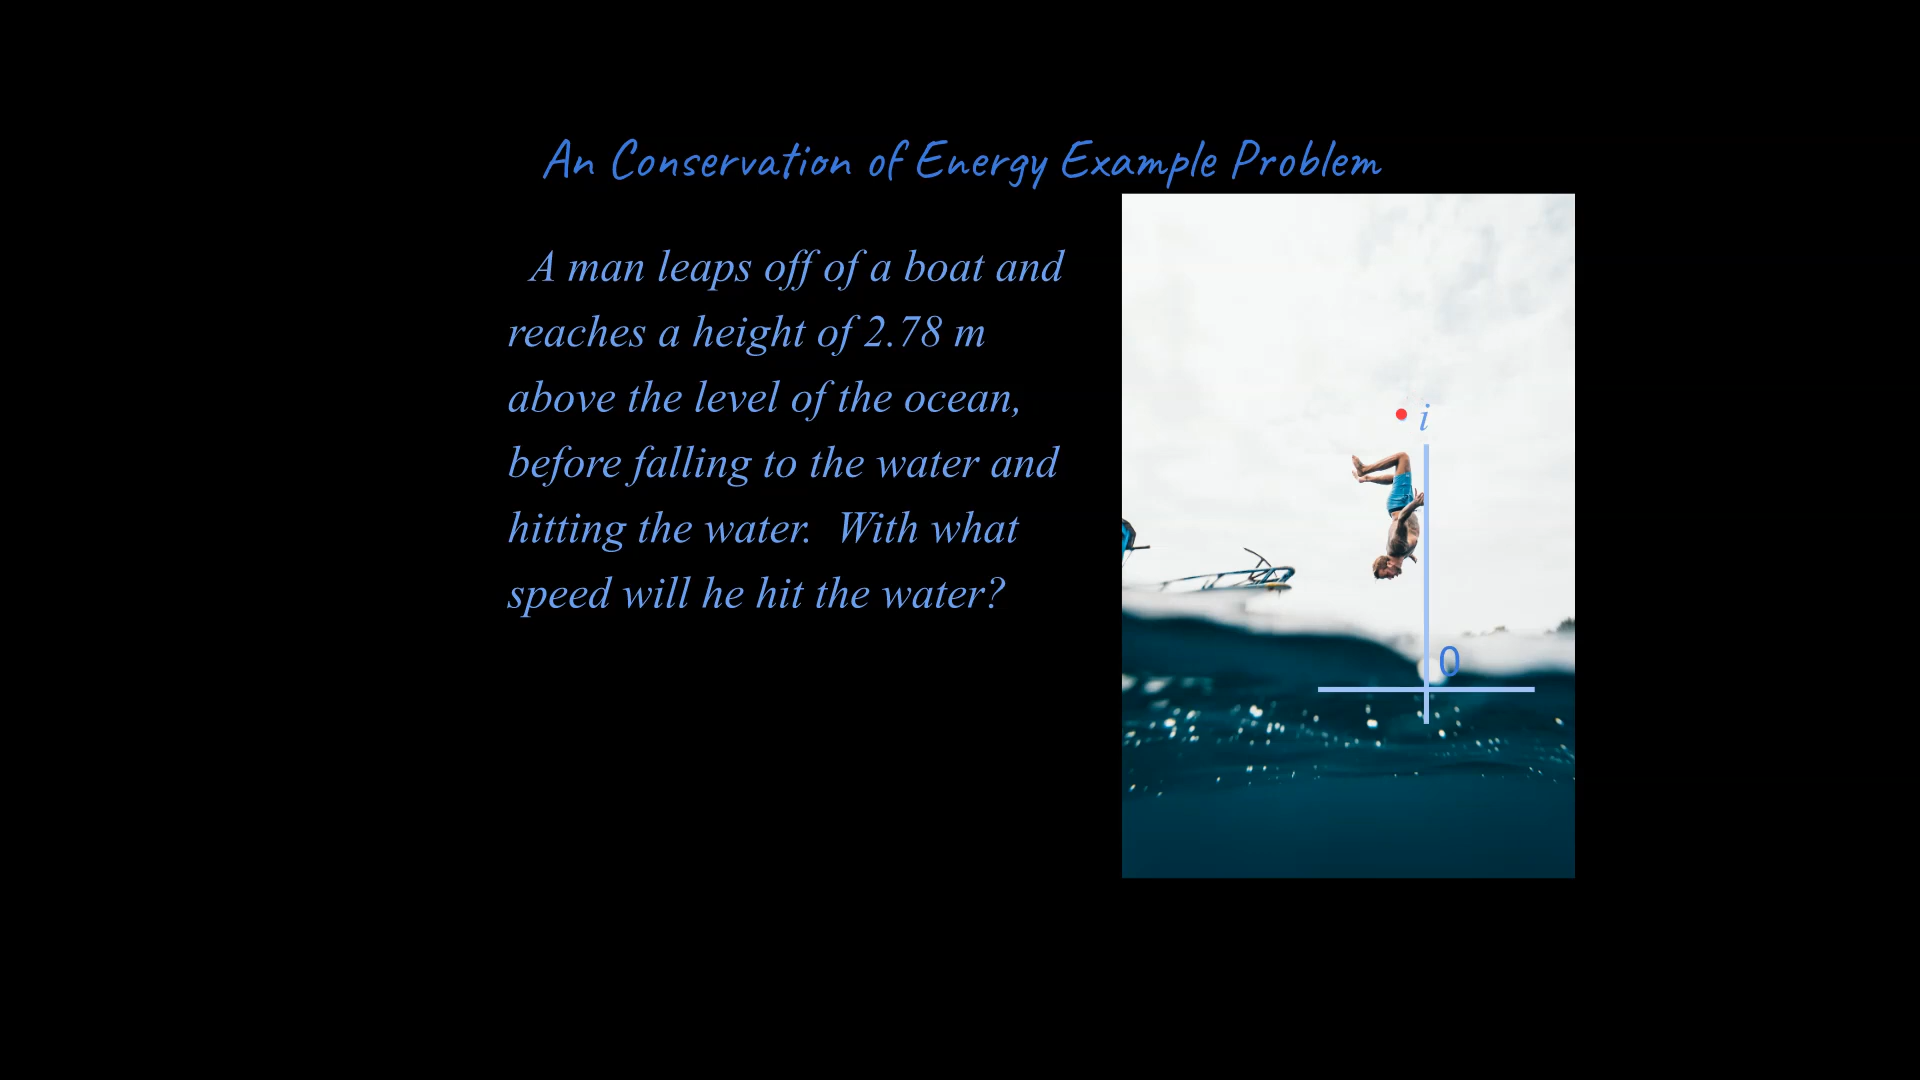 An Conservation of Energy Example Problem
A man leaps off of a boat and
reaches a height of 2.78 m
above the level of the ocean,
before falling to the water and
hitting the water.  With what
speed will he hit the water?
i
0